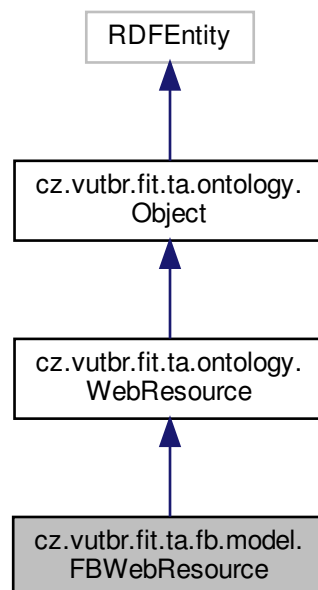 RDFEntity
cz.vutbr.fit.ta.ontology.
Object
cz.vutbr.fit.ta.ontology.
WebResource
cz.vutbr.fit.ta.fb.model.
FBWebResource